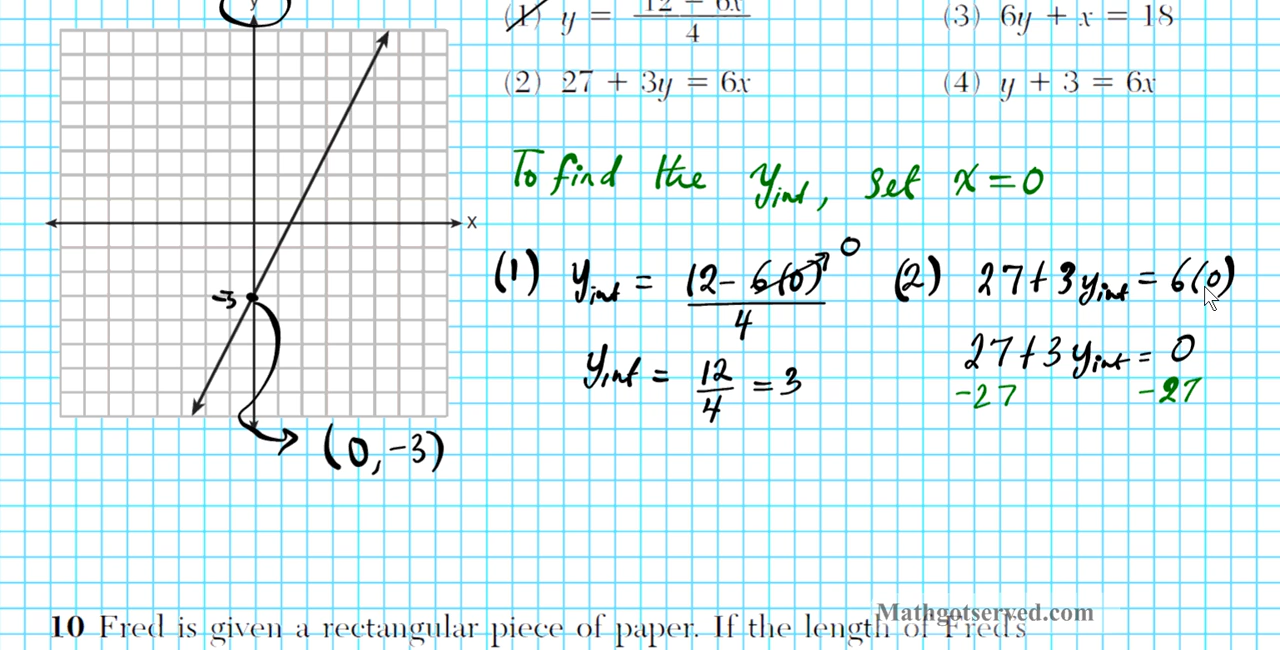 y
(1) y = 12 − 6x / 4
(3) 6y + x = 18
(2) 27 + 3y = 6x
(4) y + 3 = 6x
To find the yint, set x = 0
x
(1) yint = 12 - 6(0) / 4
0
(2) 27 + 3yint = 6(0)
-3
yint = 12/4 = 3
27 + 3yint = 0
-27 -27
(0, -3)
Mathgotserved.com
10 Fred is given a rectangular piece of paper. If the length of Fred's